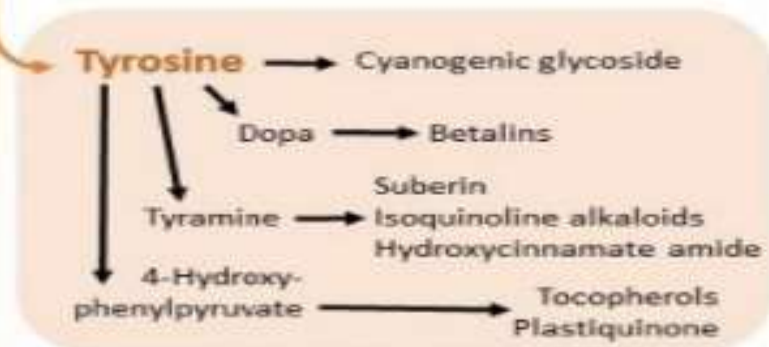 Tyrosine
Cyanogenic glycoside
Dopa
Betalins
Tyramine
Suberin
Isoquinoline alkaloids
Hydroxycinnamate amide
4-Hydroxy-
phenylpyruvate
Tocopherols
Plastiquinone